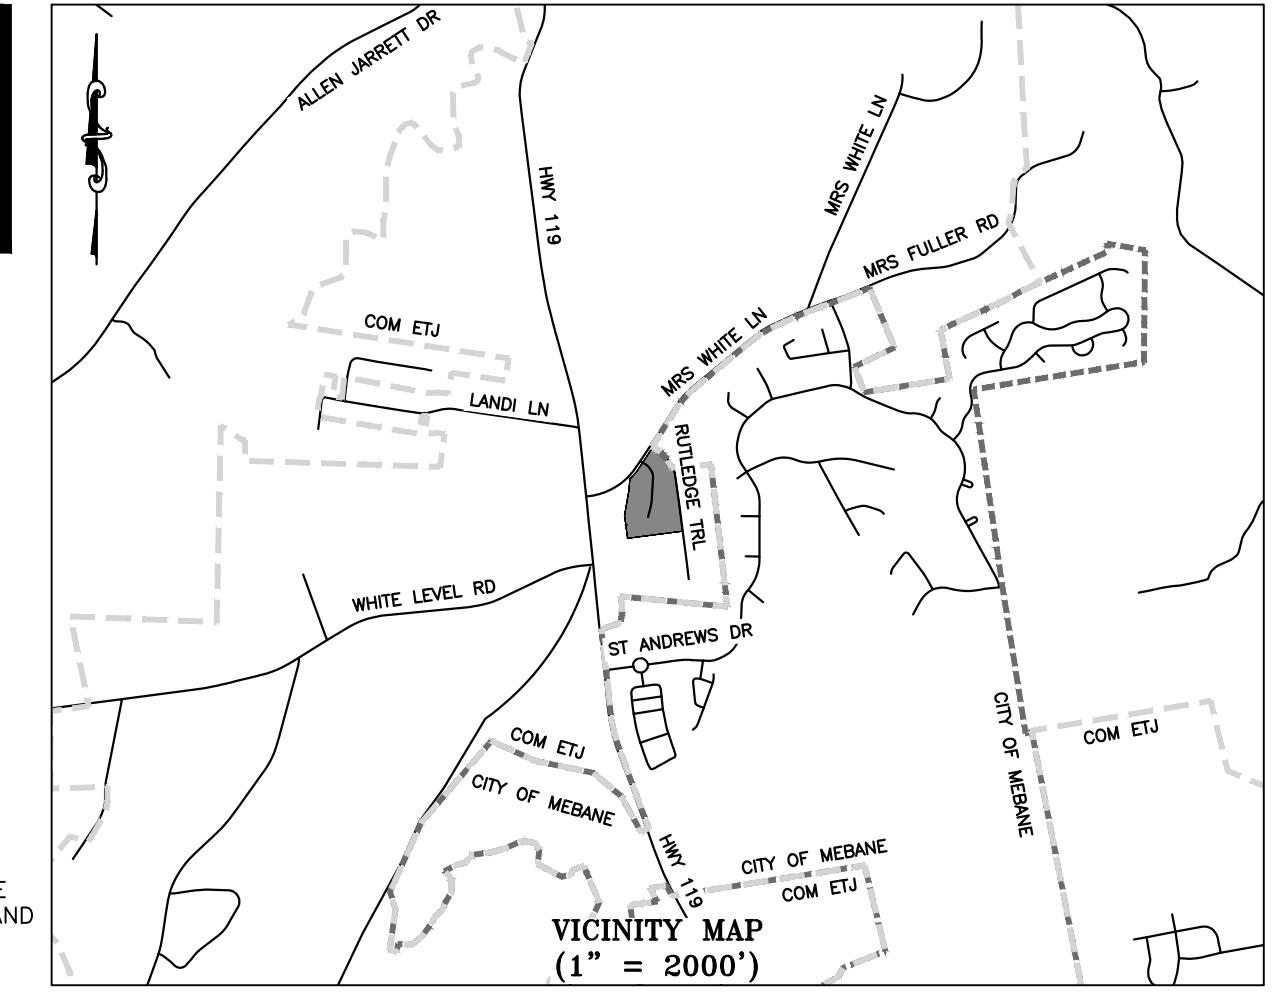 ALLEN JARRETT DR
HWY 119
MRS WHITE LN
MRS FULLER RD
COM ETJ
MRS WHITE LN
LANDI LN
RUTLEDGE TRL
WHITE LEVEL RD
ST ANDREWS DR
COM ETJ
CITY OF MEBANE
CITY OF MEBANE
COM ETJ
HWY 119
CITY OF MEBANE
COM ETJ
VICINITY MAP
(1" = 2000')